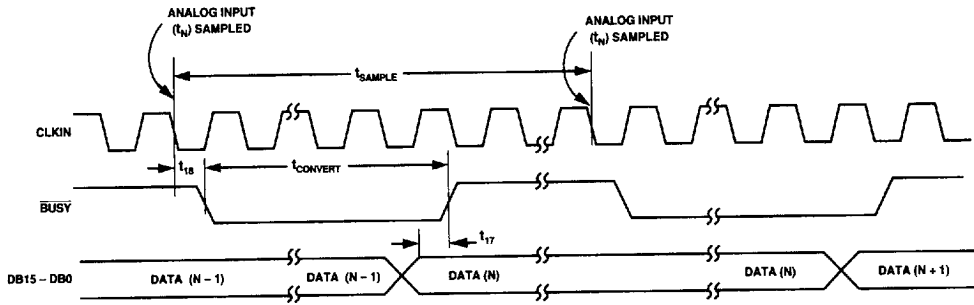 ANALOG INPUT
(tN) SAMPLED
ANALOG INPUT
(tN) SAMPLED
tSAMPLE
CLKIN
t18
tCONVERT
BUSY
t17
DB15 – DB0
DATA (N – 1)
DATA (N – 1)
DATA (N)
DATA (N)
DATA (N + 1)